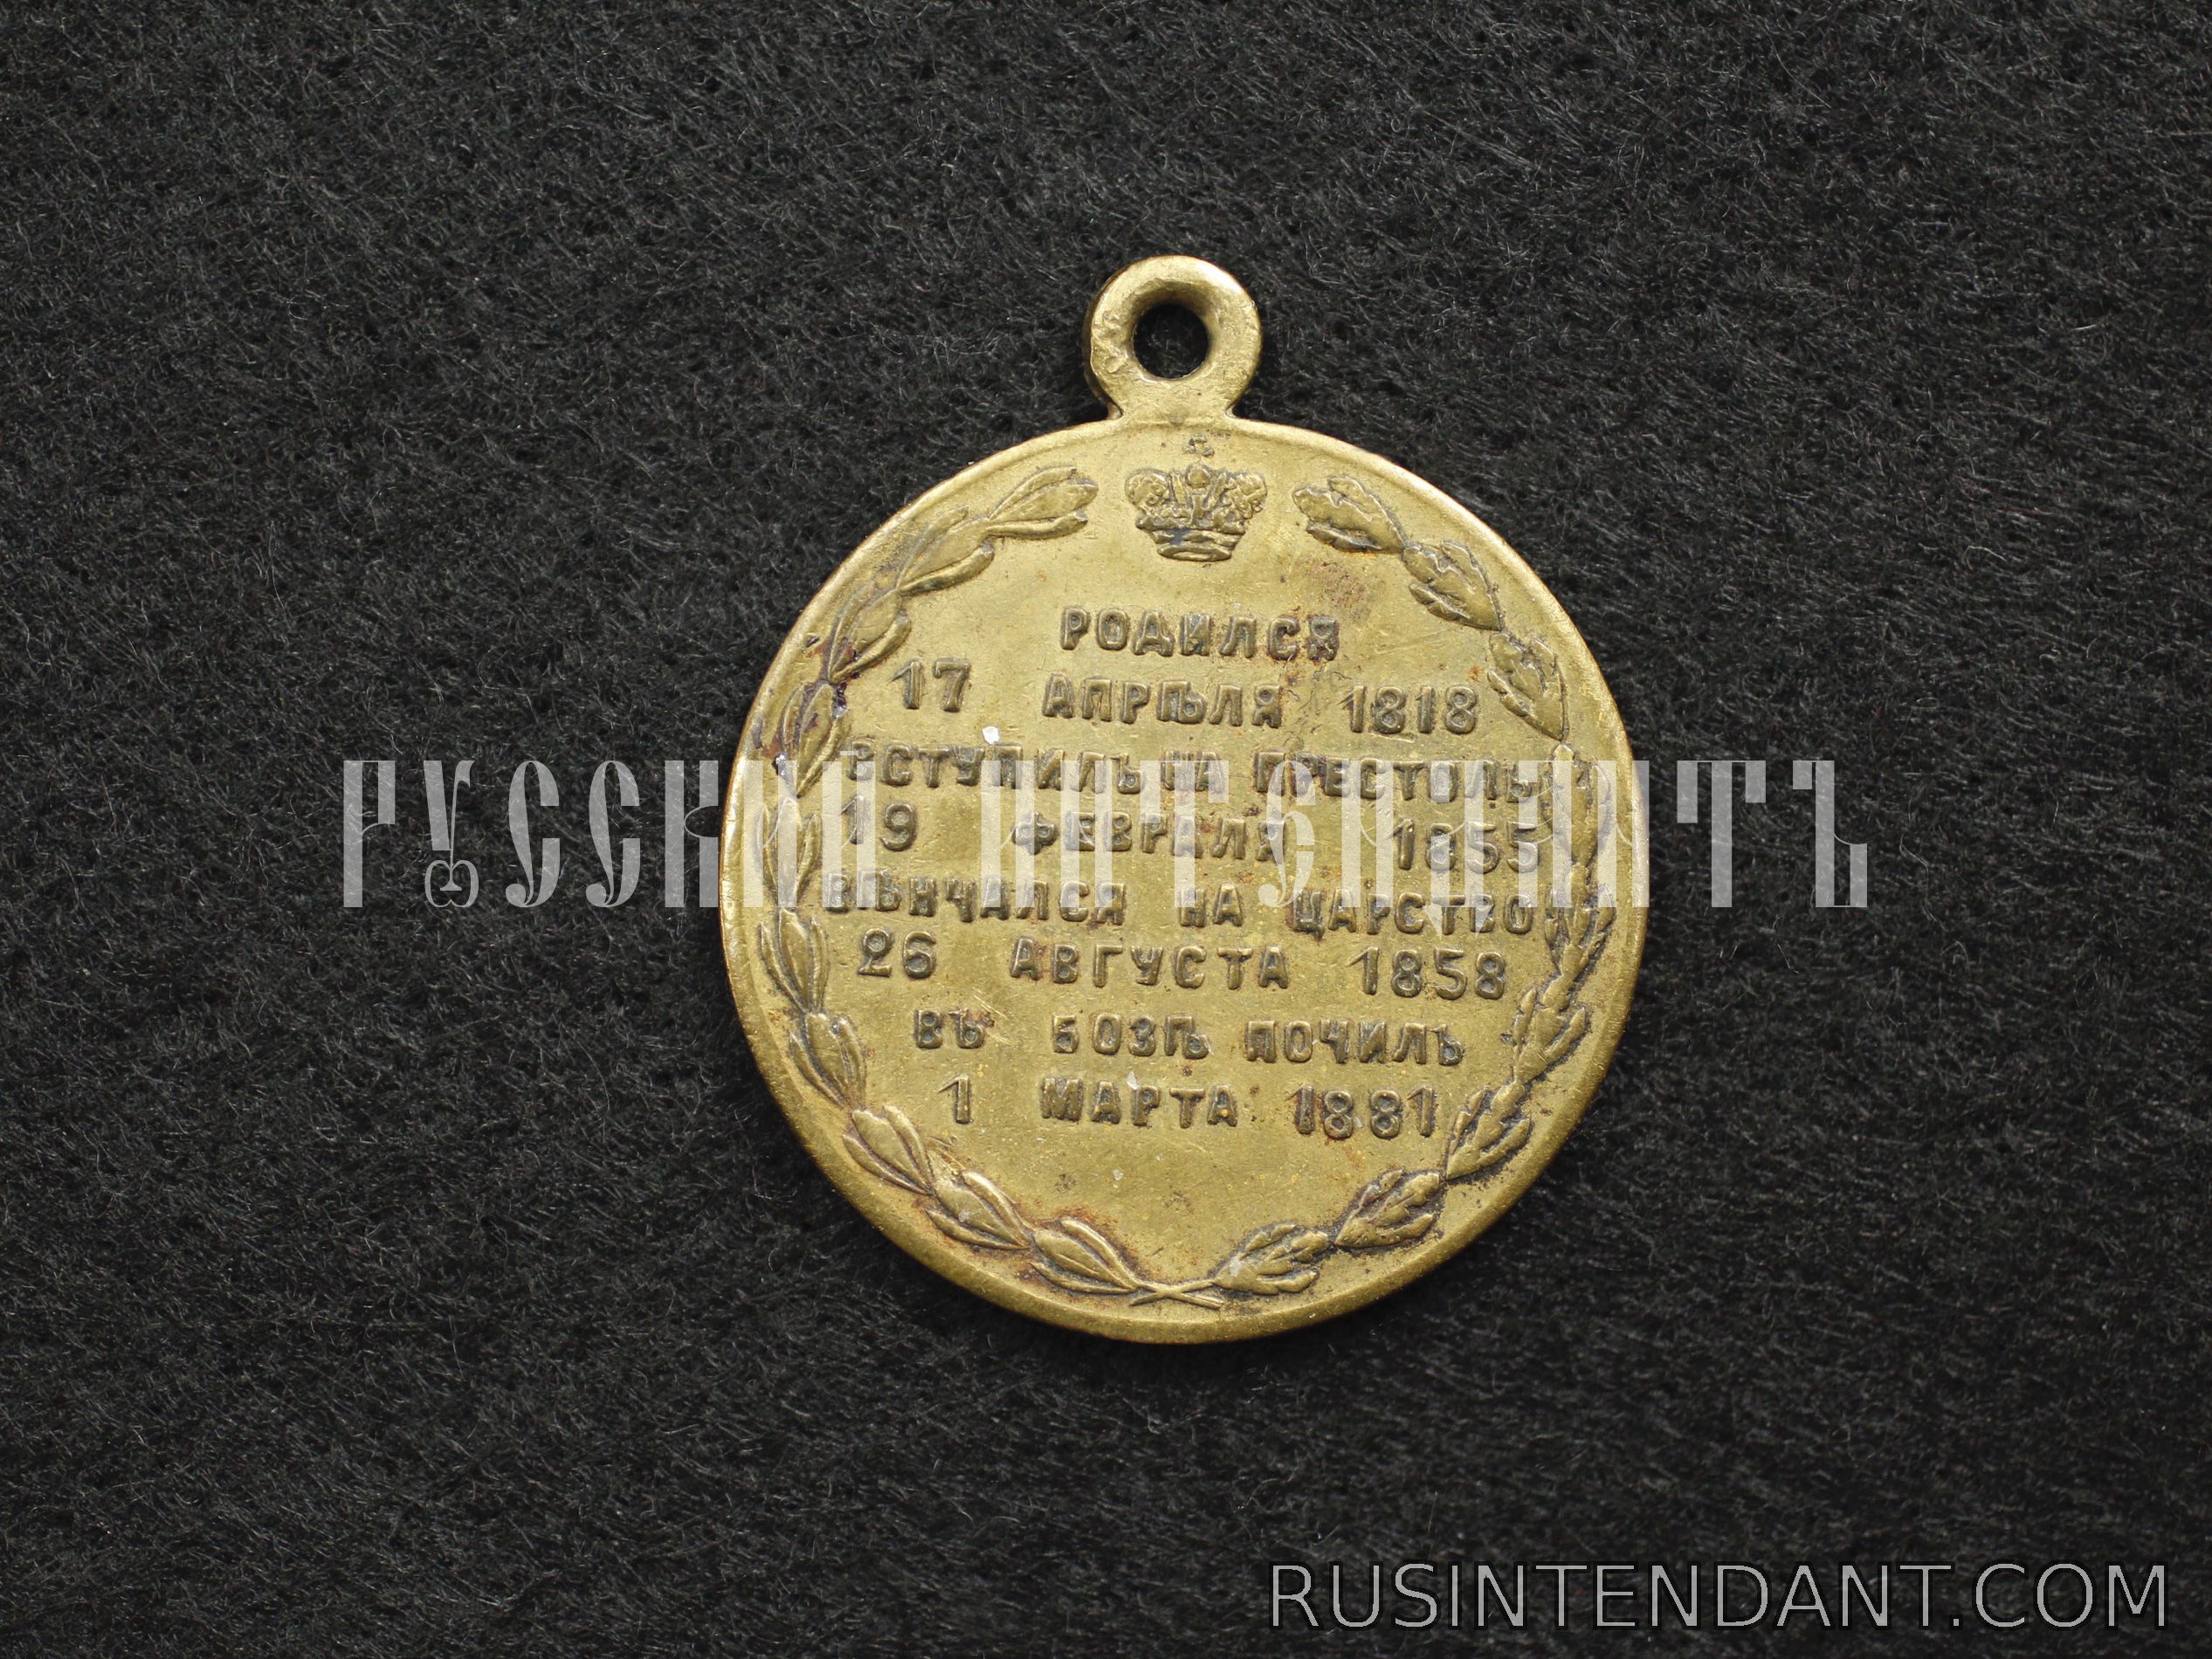 РОДИЛСЯ
17 АПРѢЛЯ 1818
ВСТУПИЛЪ НА ПРЕСТОЛЪ
19 ФЕВРАЛЯ 1855
ВѢНЧАЛСЯ НА ЦАРСТВО
26 АВГУСТА 1858
ВЪ БОЗѢ ПОЧИЛЪ
1 МАРТА 1881
РУССКИЙ ИНТЕНДАНТЪ
RUSINTENDANT.COM